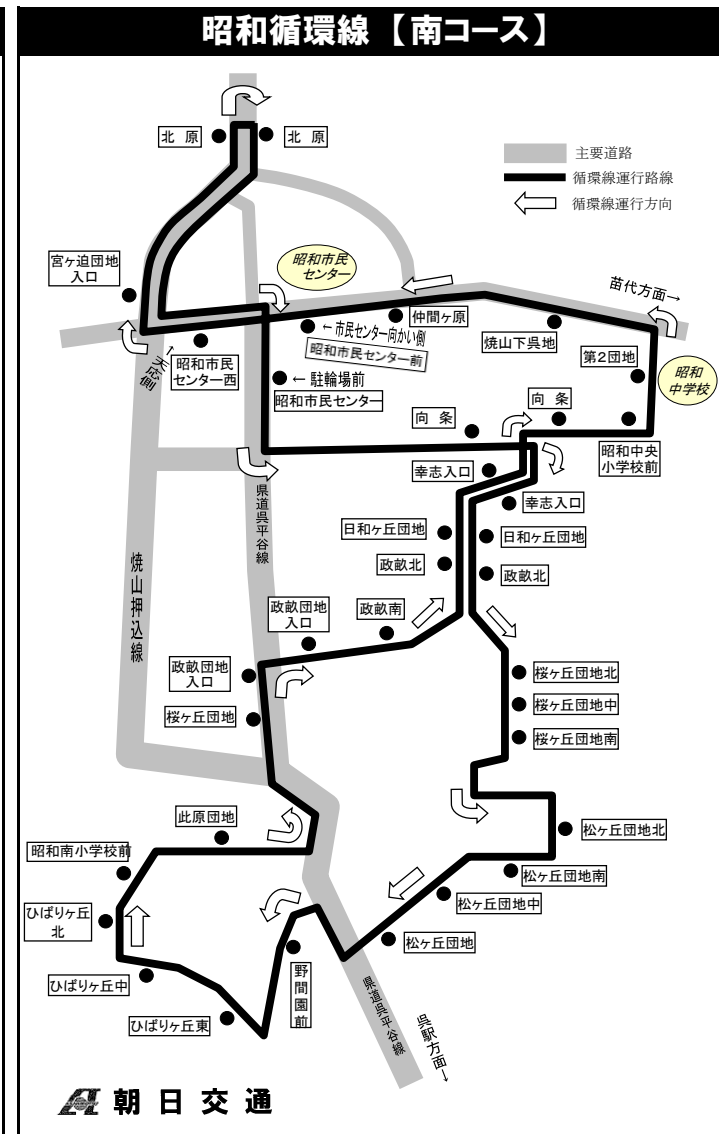 昭和循環線【南コース】
北原
北原
主要道路
循環線運行路線
循環線運行方向
宮ヶ迫団地
入口
昭和市民
センター
苗代方面→
仲間ヶ原
←市民センター向かい側
昭和市民センター前
焼山下呉地
第2団地
昭和
中学校
←天応側
昭和市民
センター西
←駐輪場前
昭和市民センター
向条
向条
昭和中央
小学校前
幸志入口
幸志入口
県道呉平谷線
日和ヶ丘団地
日和ヶ丘団地
政畝北
政畝北
焼山押込線
政畝団地
入口
政畝南
政畝団地
入口
桜ヶ丘団地
桜ヶ丘団地北
桜ヶ丘団地中
桜ヶ丘団地南
此原団地
松ヶ丘団地北
昭和南小学校前
松ヶ丘団地南
松ヶ丘団地中
ひばりヶ丘
北
松ヶ丘団地
野間園前
ひばりヶ丘中
ひばりヶ丘東
県道呉平谷線
呉駅方面→
朝日交通